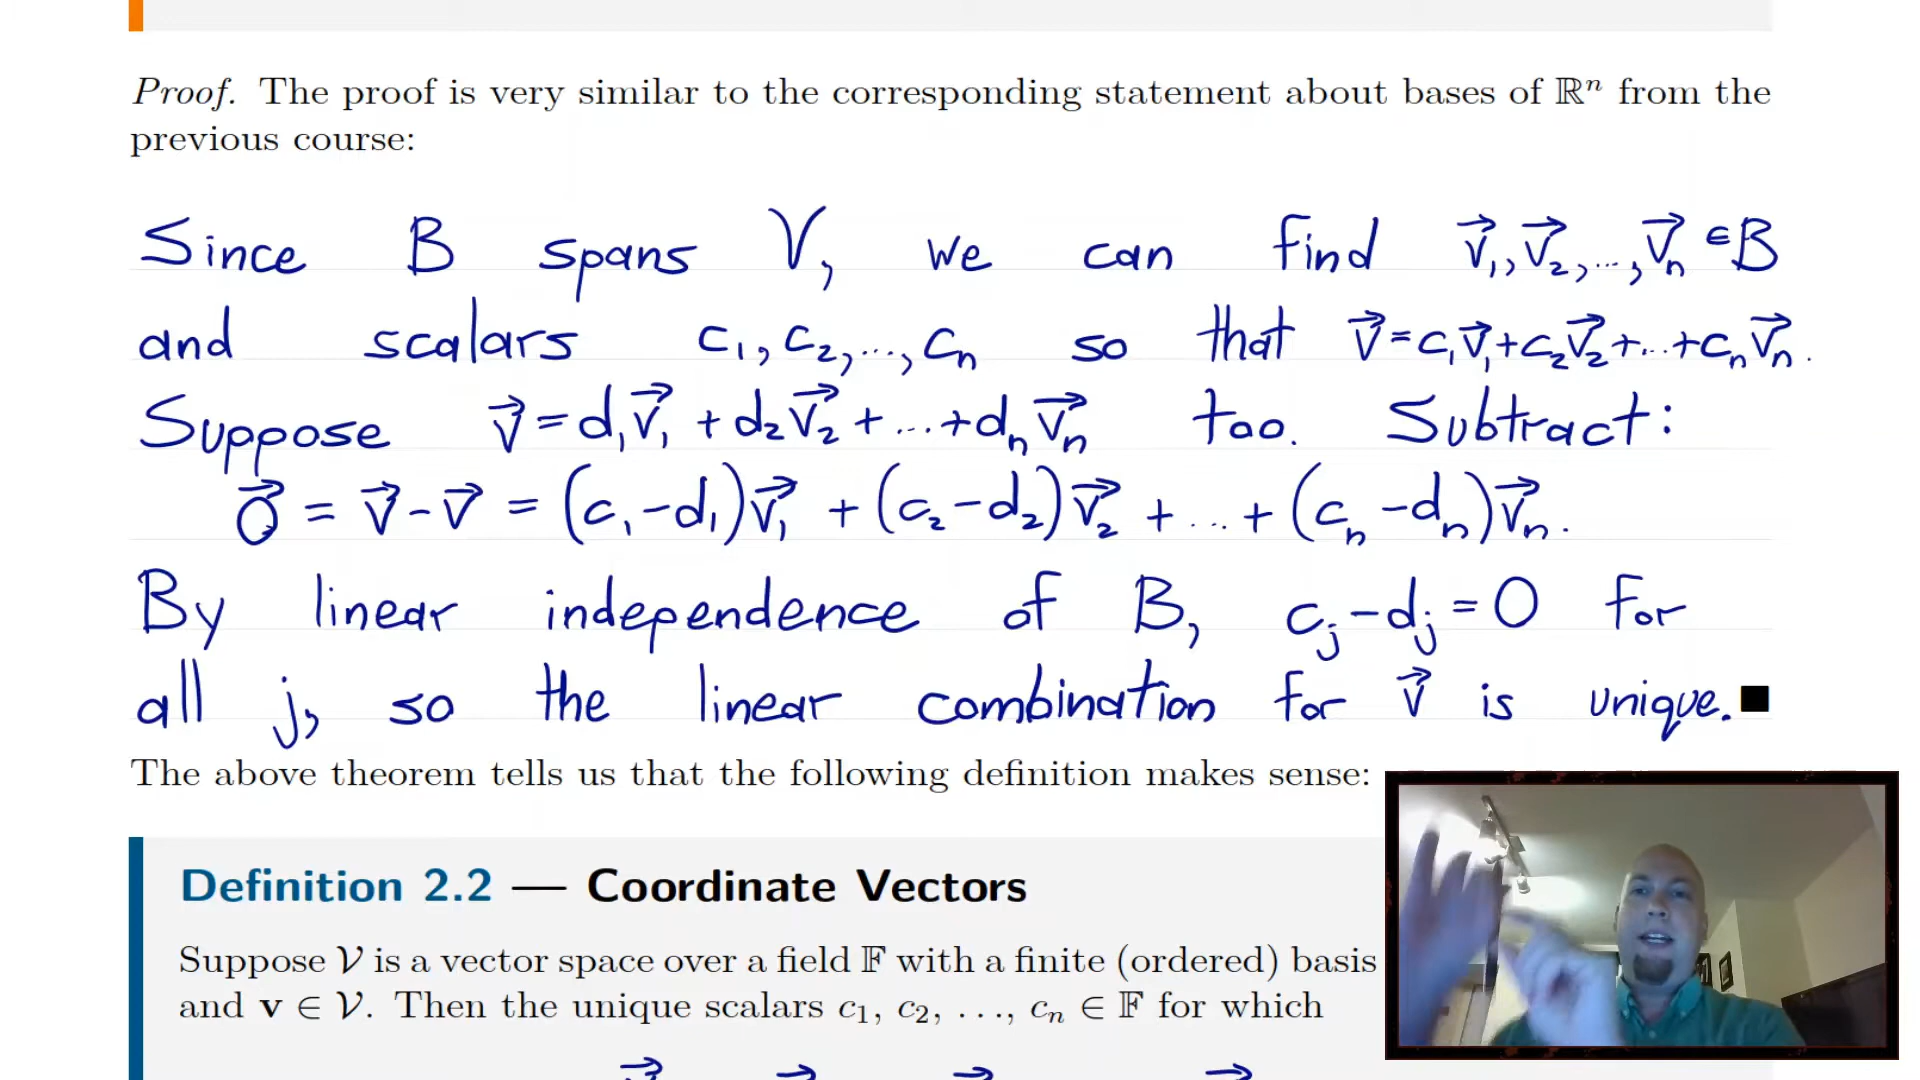 Proof. The proof is very similar to the corresponding statement about bases of ℝⁿ from the
previous course:
Since B spans V, we can find v⃗₁, v⃗₂, ..., v⃗ₙ ∈ B
and scalars c₁, c₂, ..., cₙ so that v⃗ = c₁v⃗₁ + c₂v⃗₂ + ... + cₙv⃗ₙ.
Suppose v⃗ = d₁v⃗₁ + d₂v⃗₂ + ... + dₙv⃗ₙ too. Subtract:
0⃗ = v⃗ - v⃗ = (c₁ - d₁)v⃗₁ + (c₂ - d₂)v⃗₂ + ... + (cₙ - dₙ)v⃗ₙ.
By linear independence of B, cⱼ - dⱼ = 0 for
all j, so the linear combination for v⃗ is unique. ■
The above theorem tells us that the following definition makes sense:
Definition 2.2 — Coordinate Vectors
Suppose 𝒱 is a vector space over a field 𝔽 with a finite (ordered) basis
and v ∈ 𝒱. Then the unique scalars c₁, c₂, ..., cₙ ∈ 𝔽 for which